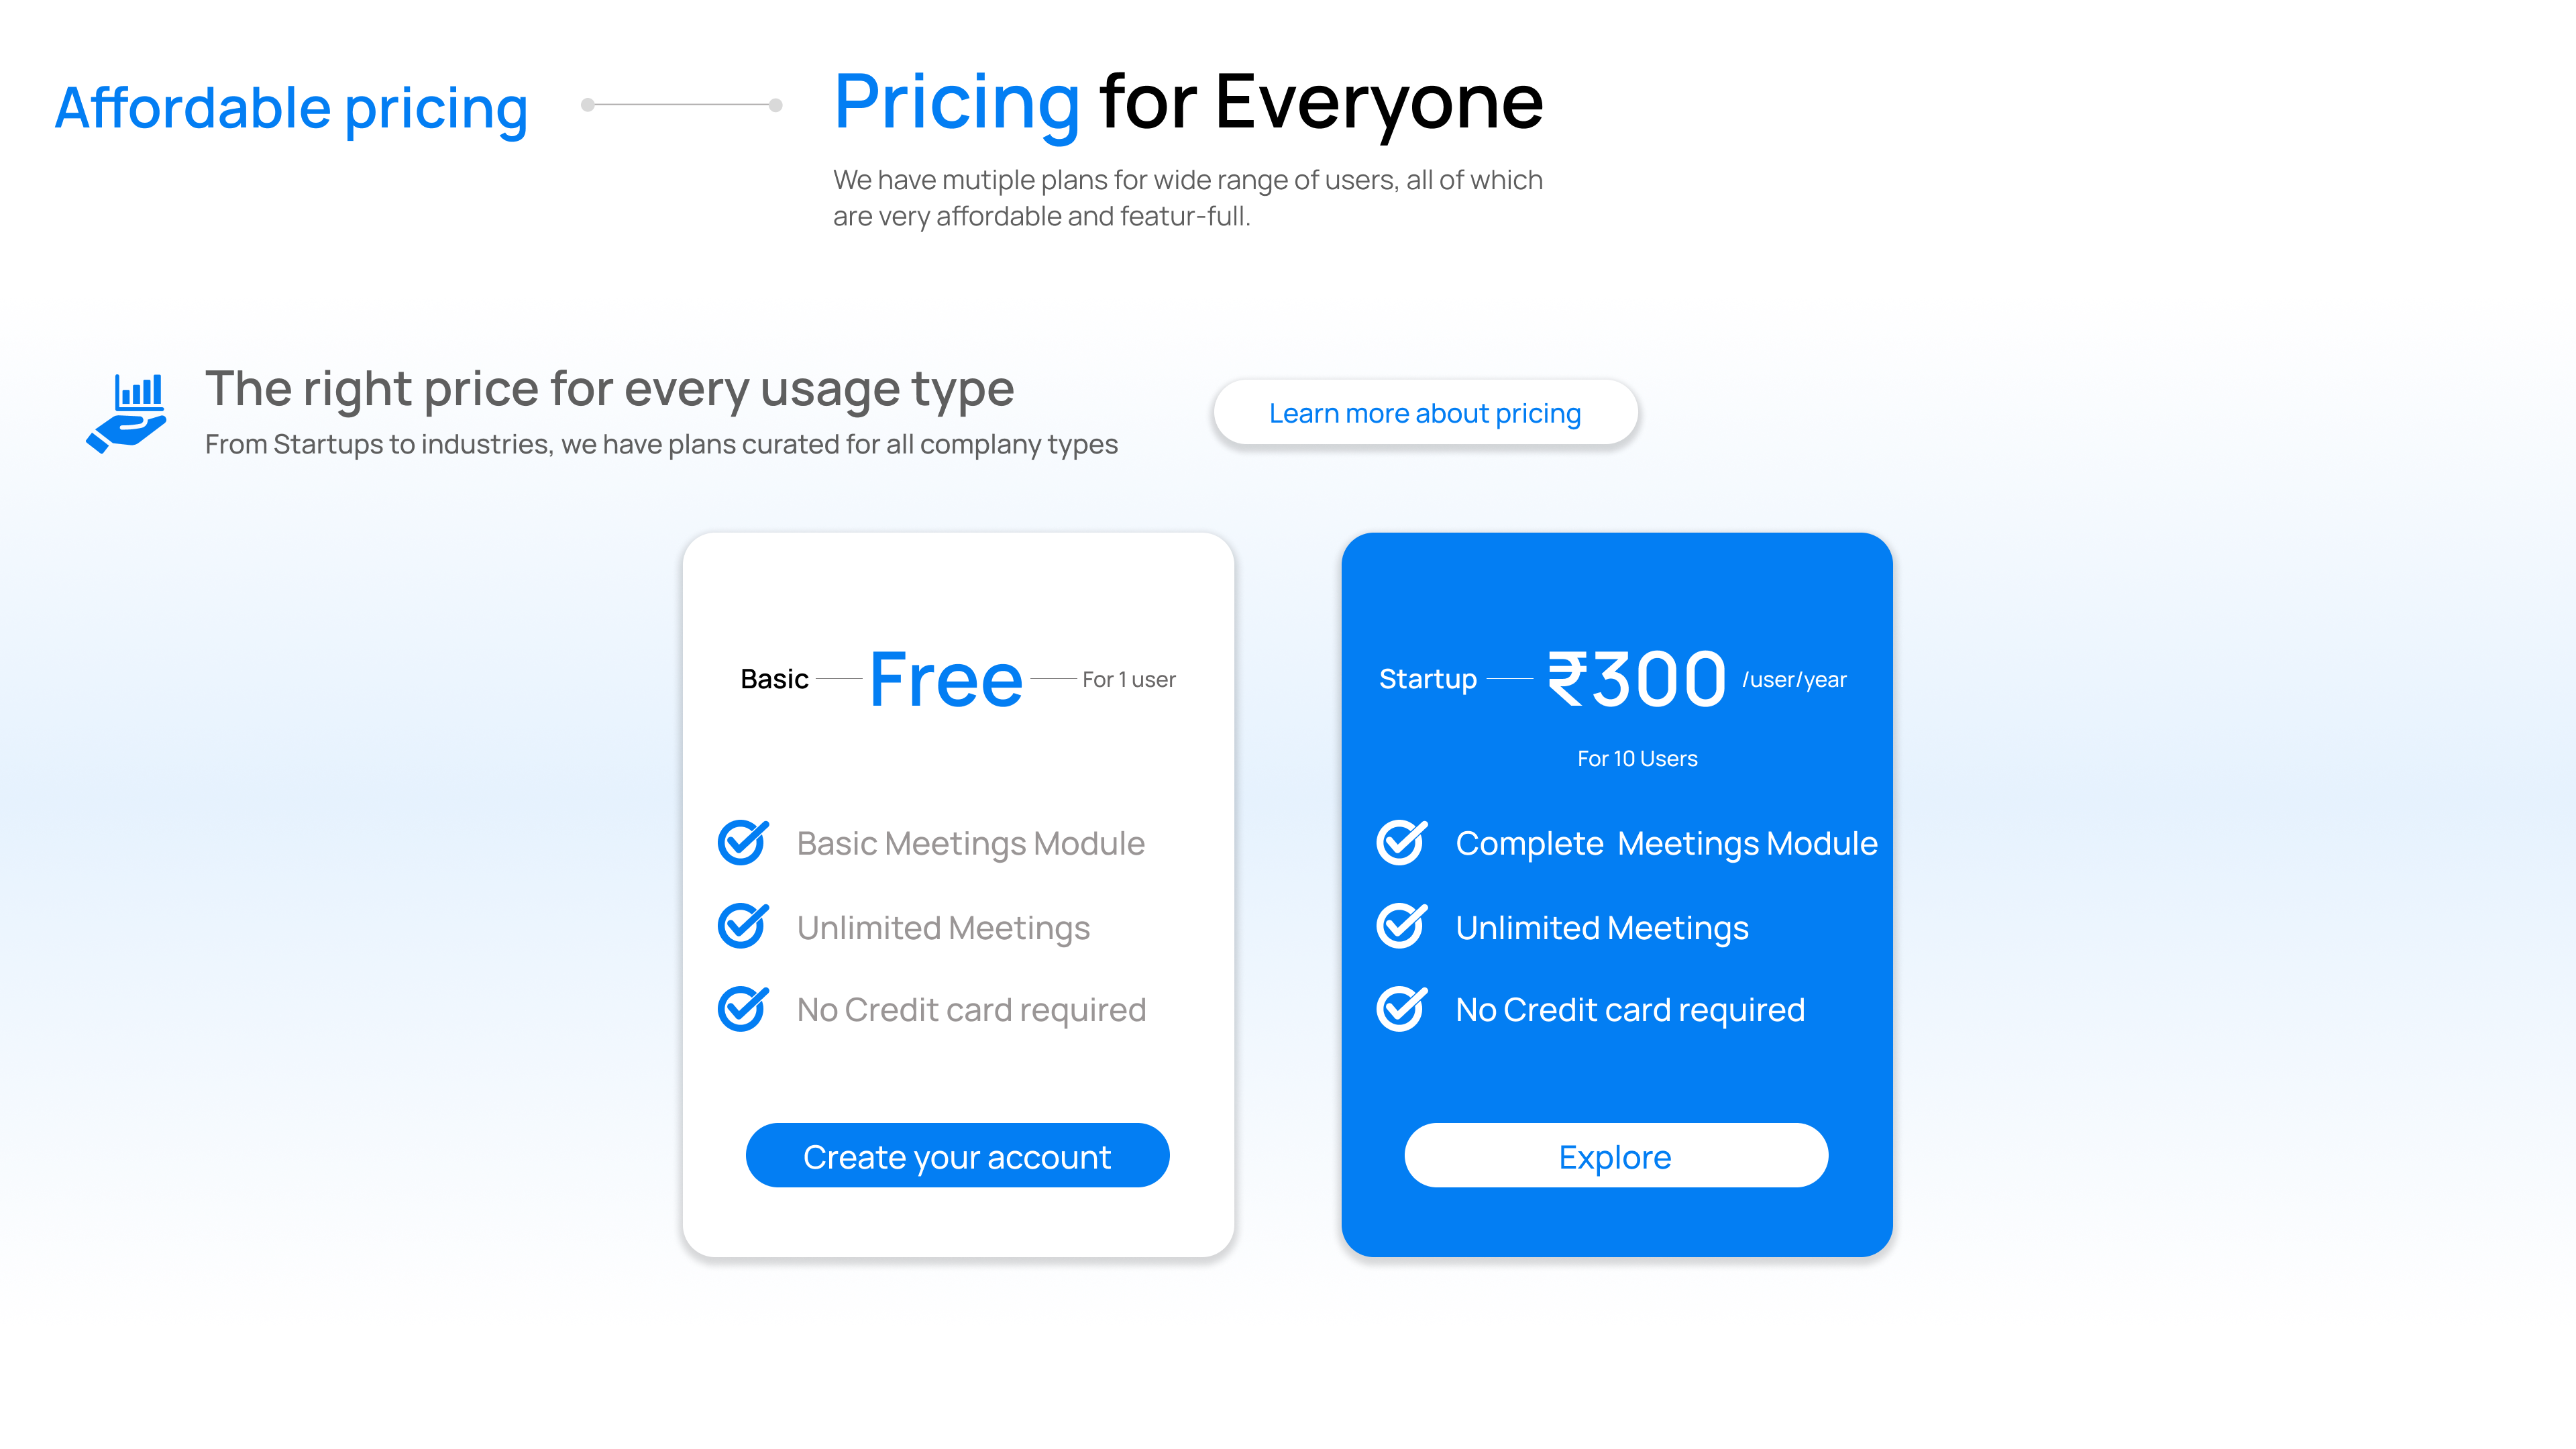 Affordable pricing
Pricing for Everyone
We have mutiple plans for wide range of users, all of which
are very affordable and featur-full.
The right price for every usage type
From Startups to industries, we have plans curated for all complany types
Learn more about pricing
Basic
Free
For 1 user
Basic Meetings Module
Unlimited Meetings
No Credit card required
Create your account
Startup
₹300
/user/year
For 10 Users
Complete  Meetings Module
Unlimited Meetings
No Credit card required
Explore